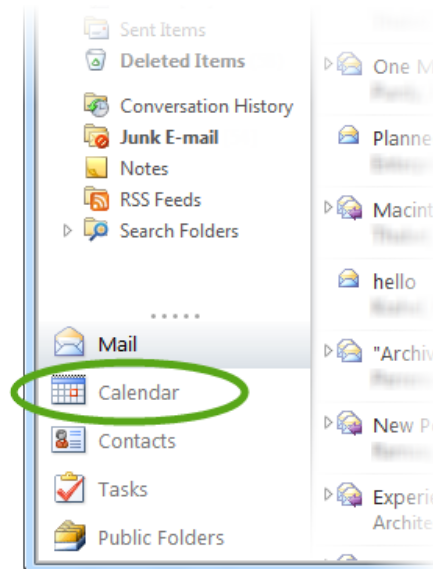 Sent Items
Deleted Items
Conversation History
Junk E-mail
Notes
RSS Feeds
Search Folders
Mail
Calendar
Contacts
Tasks
Public Folders
One M
Planne
Macint
hello
"Archiv
New P
Experie
Archite